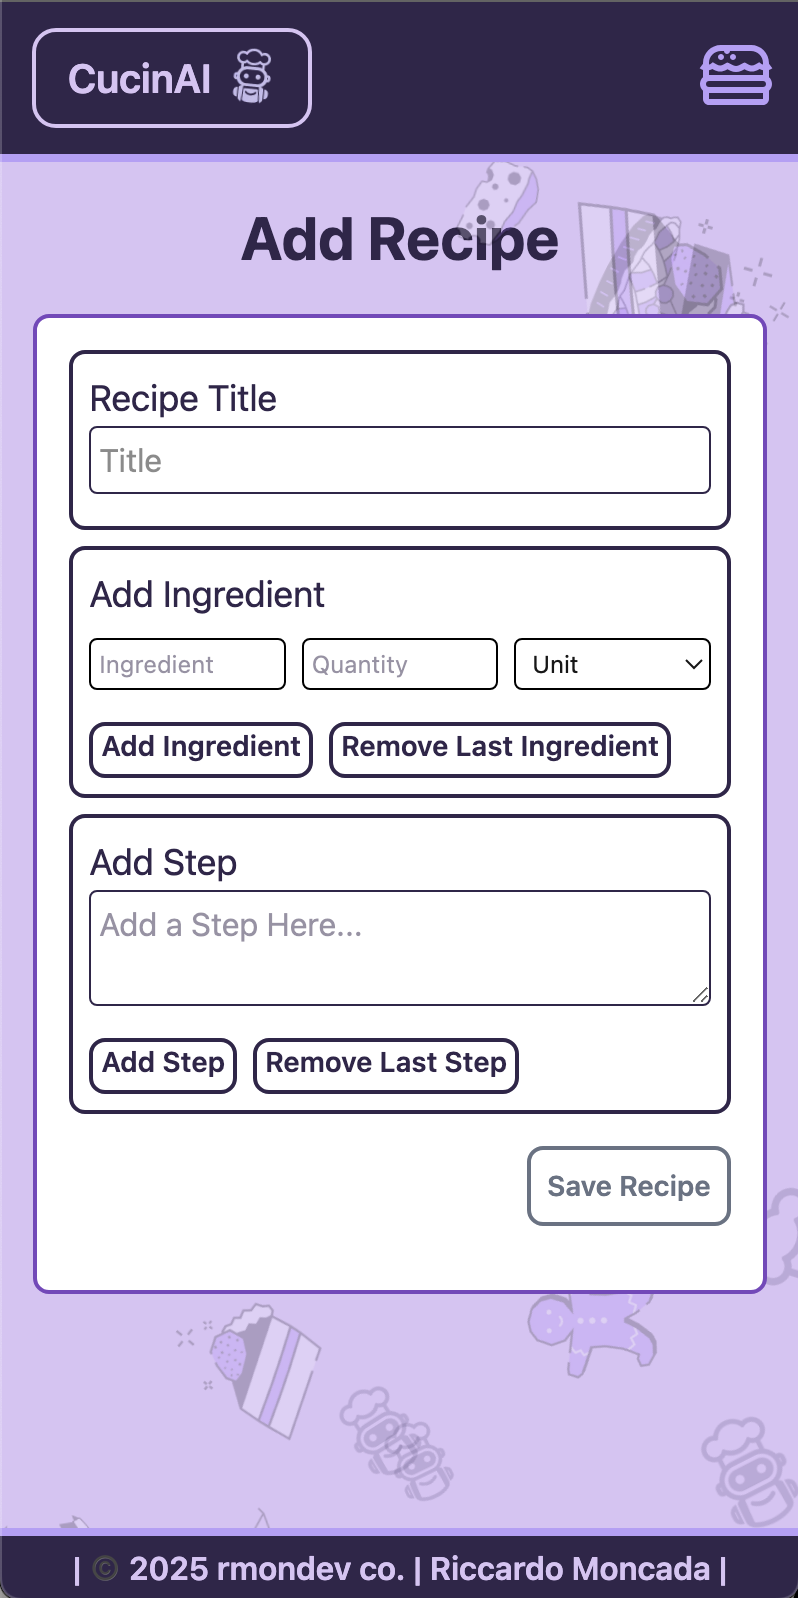 CucinAI
Add Recipe
Recipe Title
Title
Add Ingredient
Ingredient Quantity Unit
Add Ingredient Remove Last Ingredient
Add Step
Add a Step Here...
Add Step Remove Last Step
Save Recipe
| © 2025 rmondev co. | Riccardo Moncada |